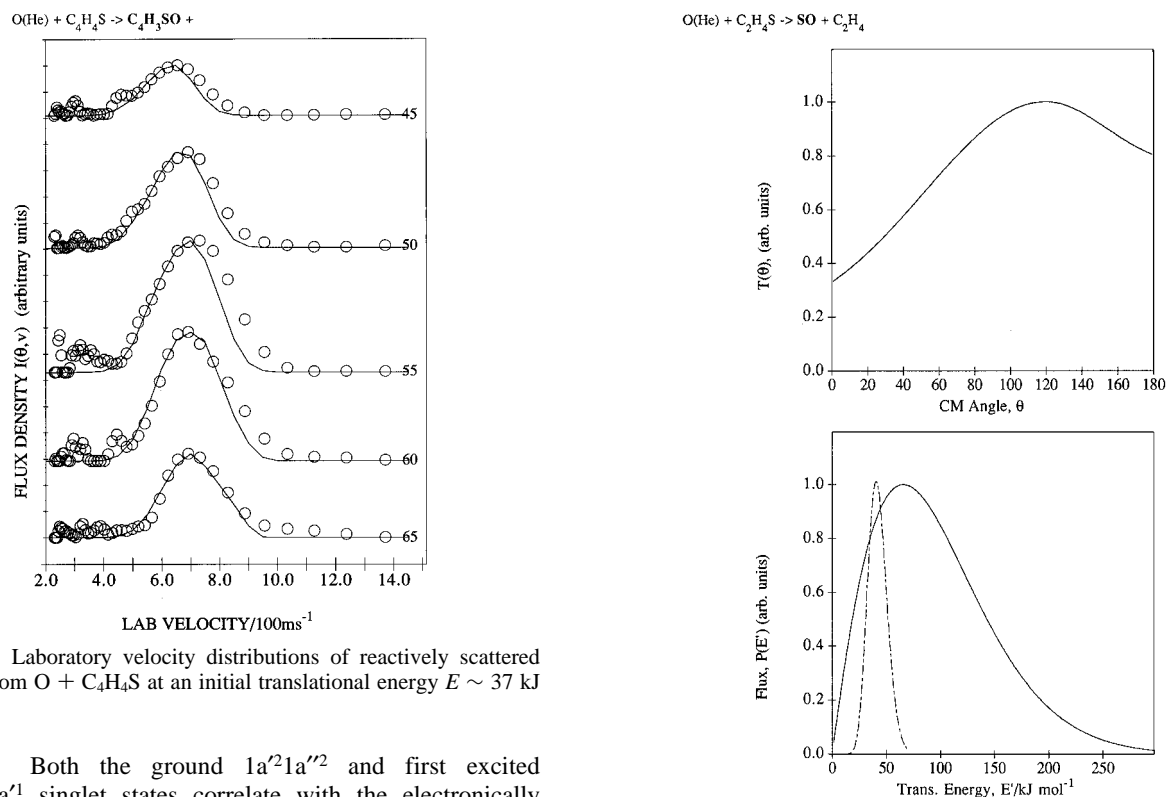 O(He) + C₄H₄S -> C₄H₃SO +
FLUX DENSITY I(θ,v) (arbitrary units)
45
50
55
60
65
2.0 4.0 6.0 8.0 10.0 12.0 14.0
LAB VELOCITY/100ms⁻¹
Laboratory velocity distributions of reactively scattered
om O + C₄H₄S at an initial translational energy E ∼ 37 kJ
Both the ground 1a′²1a″² and first excited
a′¹ singlet states correlate with the electronically
O(He) + C₂H₄S -> SO + C₂H₄
T(θ), (arb. units)
1.0
0.8
0.6
0.4
0.2
0.0
0 20 40 60 80 100 120 140 160 180
CM Angle, θ
Flux, P(E') (arb. units)
1.0
0.8
0.6
0.4
0.2
0.0
0 50 100 150 200 250
Trans. Energy, E'/kJ mol⁻¹